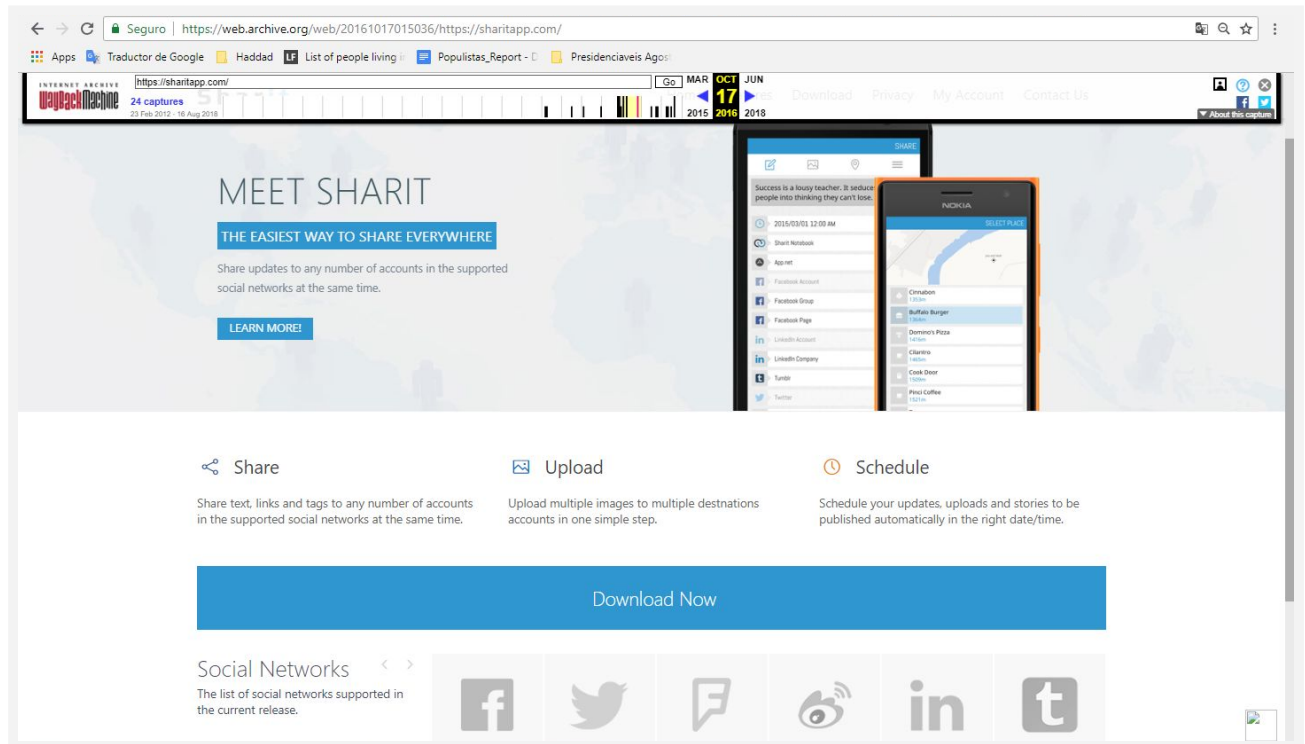 Seguro | https://web.archive.org/web/20161017015036/https://sharitapp.com/
Apps Traductor de Google Haddad LF List of people living in Populistas_Report - D Presidenciaveis Agos
INTERNET ARCHIVE
WayBackMachine
https://sharitapp.com/
Go
MAR OCT JUN
17
2015 2016 2018
24 captures
23 Feb 2012 - 16 Aug 2018
About this capture
Download Privacy My Account Contact Us
MEET SHARIT
THE EASIEST WAY TO SHARE EVERYWHERE
Share updates to any number of accounts in the supported
social networks at the same time.
LEARN MORE!
SHARE
Success is a lousy teacher. It seduce
people into thinking they can't lose.
2015/03/01 12:00 AM
Sharit Notebook
App.net
Facebook Account
Facebook Group
Facebook Page
LinkedIn Account
LinkedIn Company
Tumblr
Twitter
NOKIA
SELECT PLACE
Cinnabon
1353m
Buffalo Burger
Domino's Pizza
1416m
Cilantro
Cook Door
Pinci Coffee
1521m
Share
Share text, links and tags to any number of accounts
in the supported social networks at the same time.
Upload
Upload multiple images to multiple destnations
accounts in one simple step.
Schedule
Schedule your updates, uploads and stories to be
published automatically in the right date/time.
Download Now
Social Networks
The list of social networks supported in
the current release.